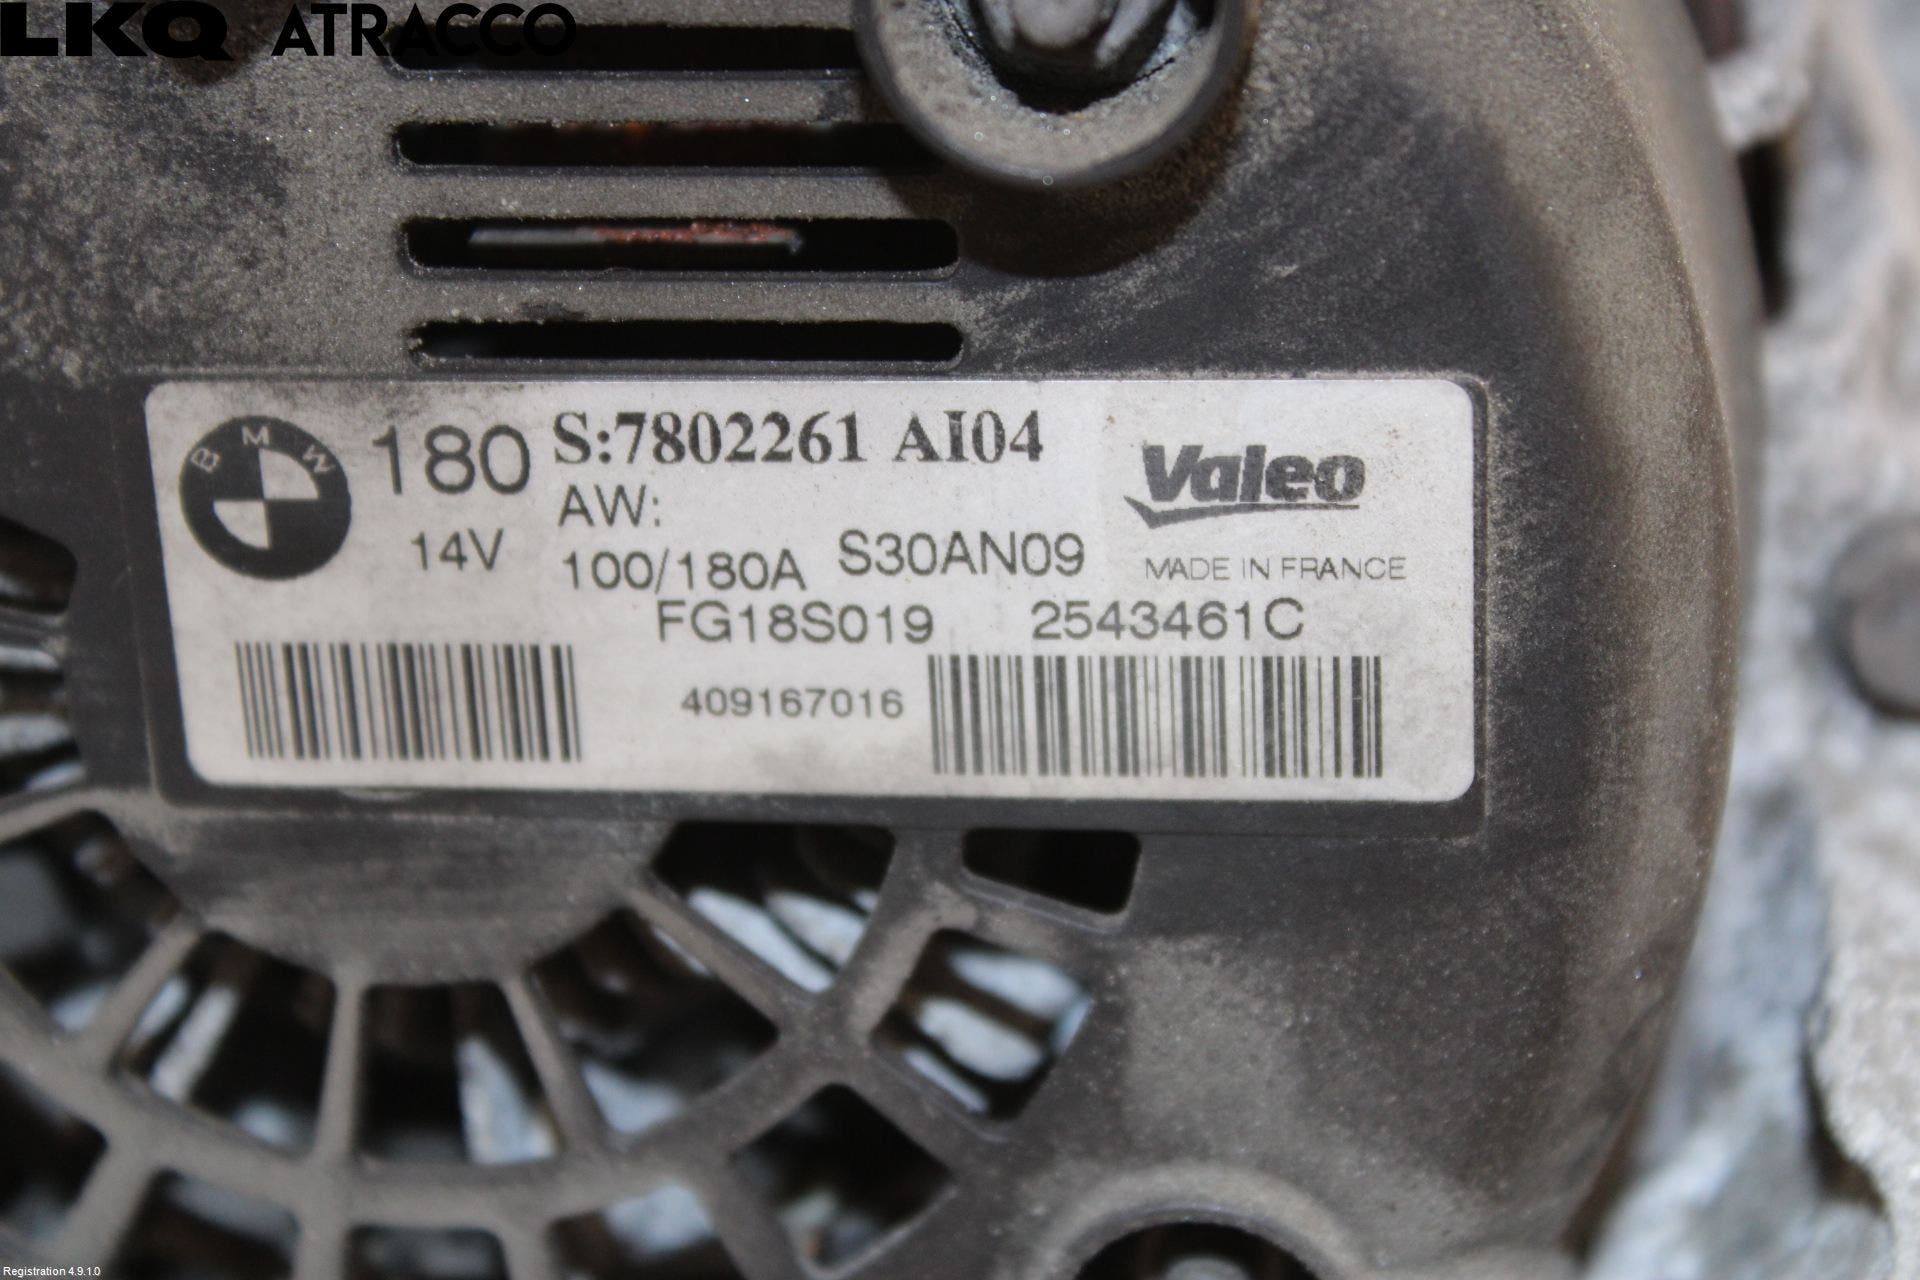 LKQ ATRACCO
BMW
180
S:7802261 AI04
Valeo
AW:
14V
100/180A S30AN09
MADE IN FRANCE
FG18S019 2543461C
409167016
Registration 4.9.1.0